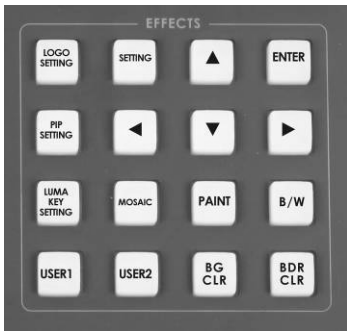 EFFECTS
LOGO
SETTING
SETTING
ENTER
PIP
SETTING
LUMA
KEY
SETTING
MOSAIC
PAINT
B/W
USER1
USER2
BG
CLR
BDR
CLR